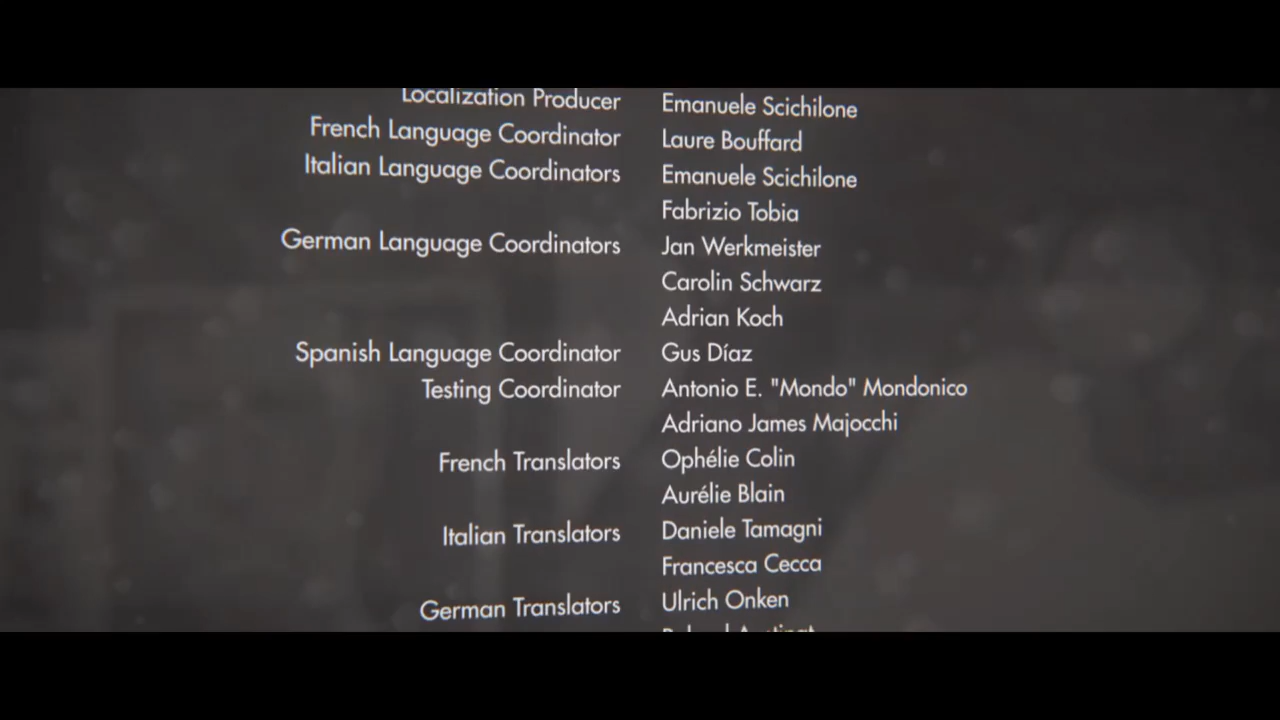 Localization Producer Emanuele Scichilone
French Language Coordinator Laure Bouffard
Italian Language Coordinators Emanuele Scichilone
Fabrizio Tobia
German Language Coordinators Jan Werkmeister
Carolin Schwarz
Adrian Koch
Spanish Language Coordinator Gus Díaz
Testing Coordinator Antonio E. "Mondo" Mondonico
Adriano James Majocchi
French Translators Ophélie Colin
Aurélie Blain
Italian Translators Daniele Tamagni
Francesca Cecca
German Translators Ulrich Onken